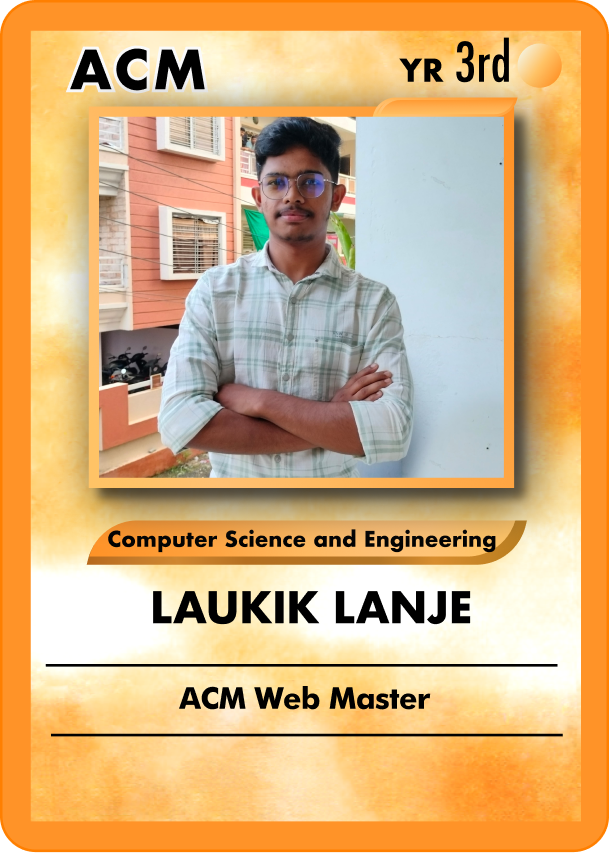 ACM
YR 3rd
Computer Science and Engineering
LAUKIK LANJE
ACM Web Master